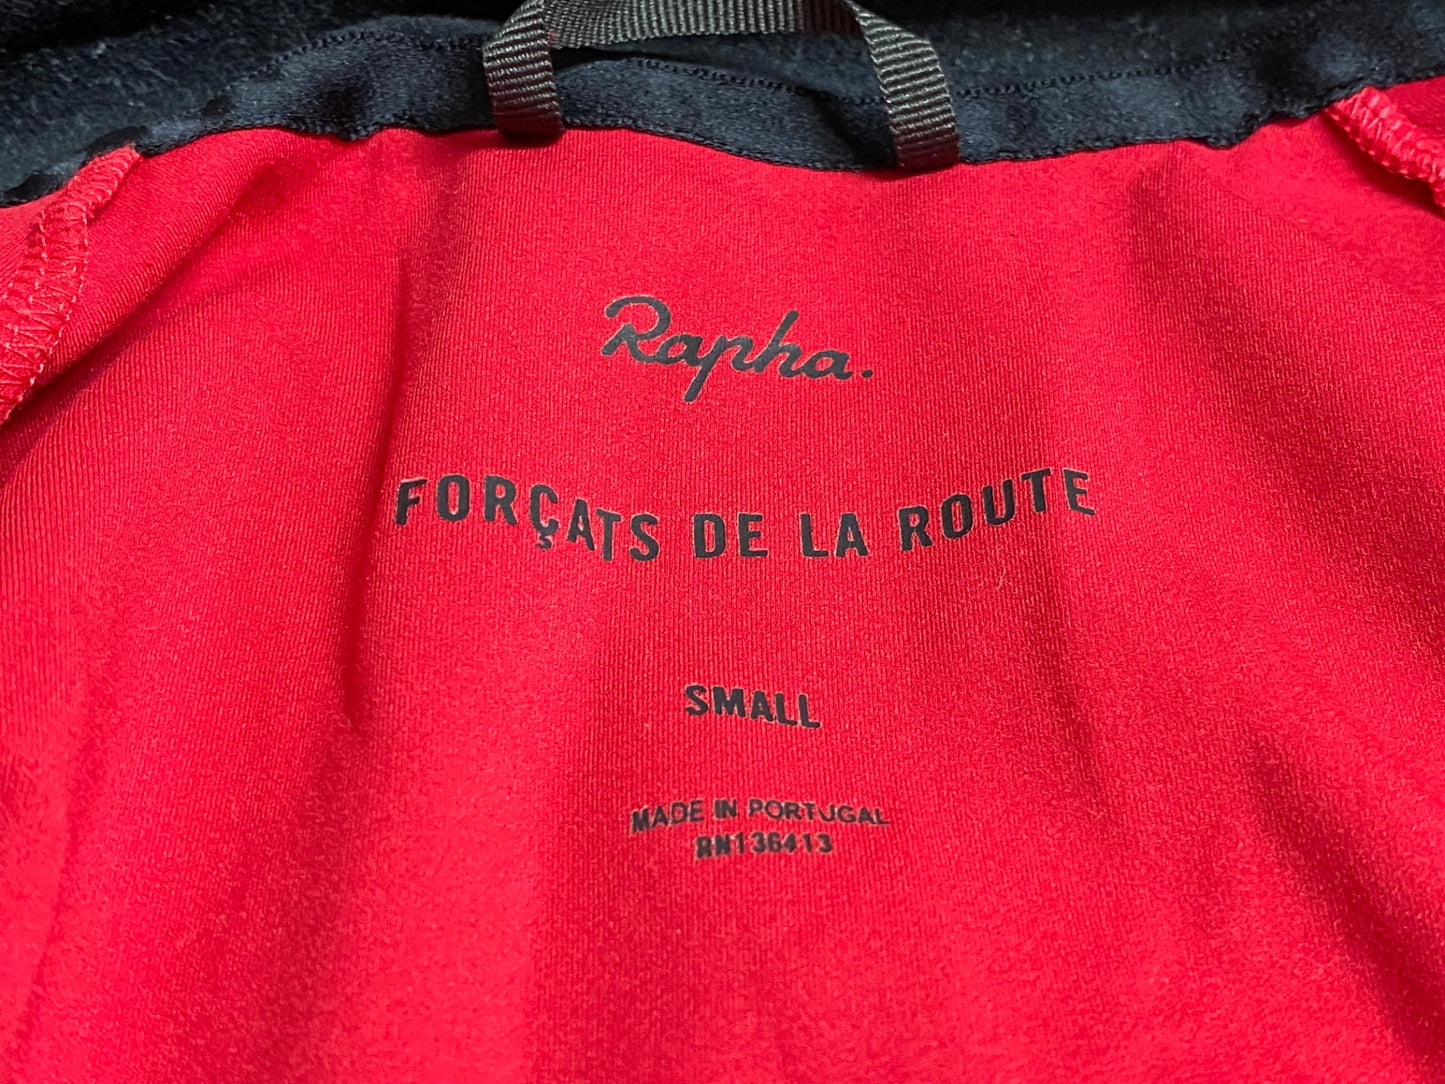 Rapha.
FORÇATS DE LA ROUTE
SMALL
MADE IN PORTUGAL
RN136413